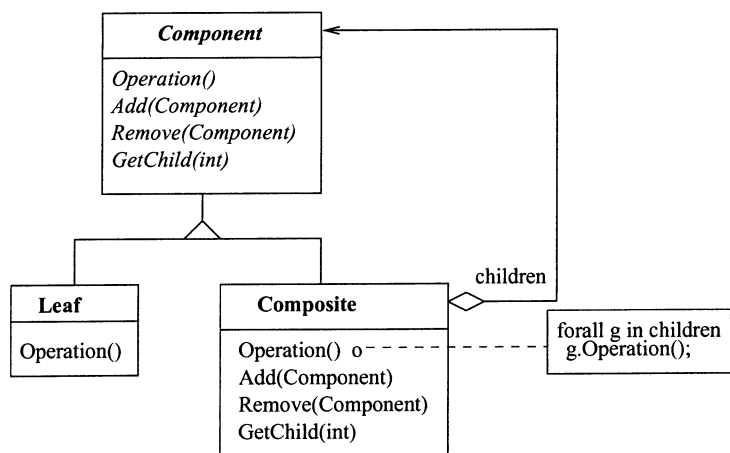 Component
Operation()
Add(Component)
Remove(Component)
GetChild(int)
children
Leaf
Operation()
Composite
Operation() o
Add(Component)
Remove(Component)
GetChild(int)
forall g in children
g.Operation();